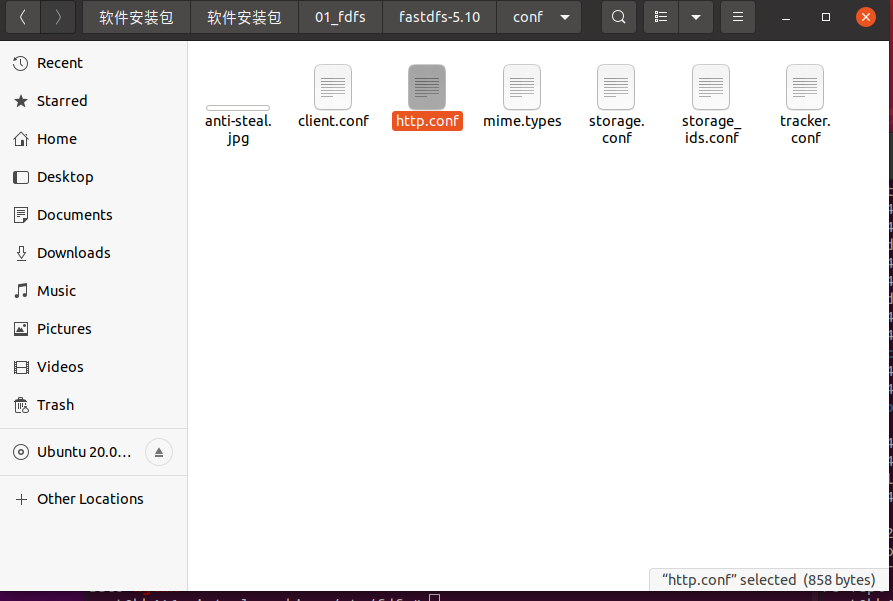 软件安装包 软件安装包 01_fdfs fastdfs-5.10 conf
Recent
Starred
Home
Desktop
Documents
Downloads
Music
Pictures
Videos
Trash
Ubuntu 20.0...
Other Locations
anti-steal.
jpg
client.conf
http.conf
mime.types
storage.
conf
storage_
ids.conf
tracker.
conf
“http.conf” selected (858 bytes)